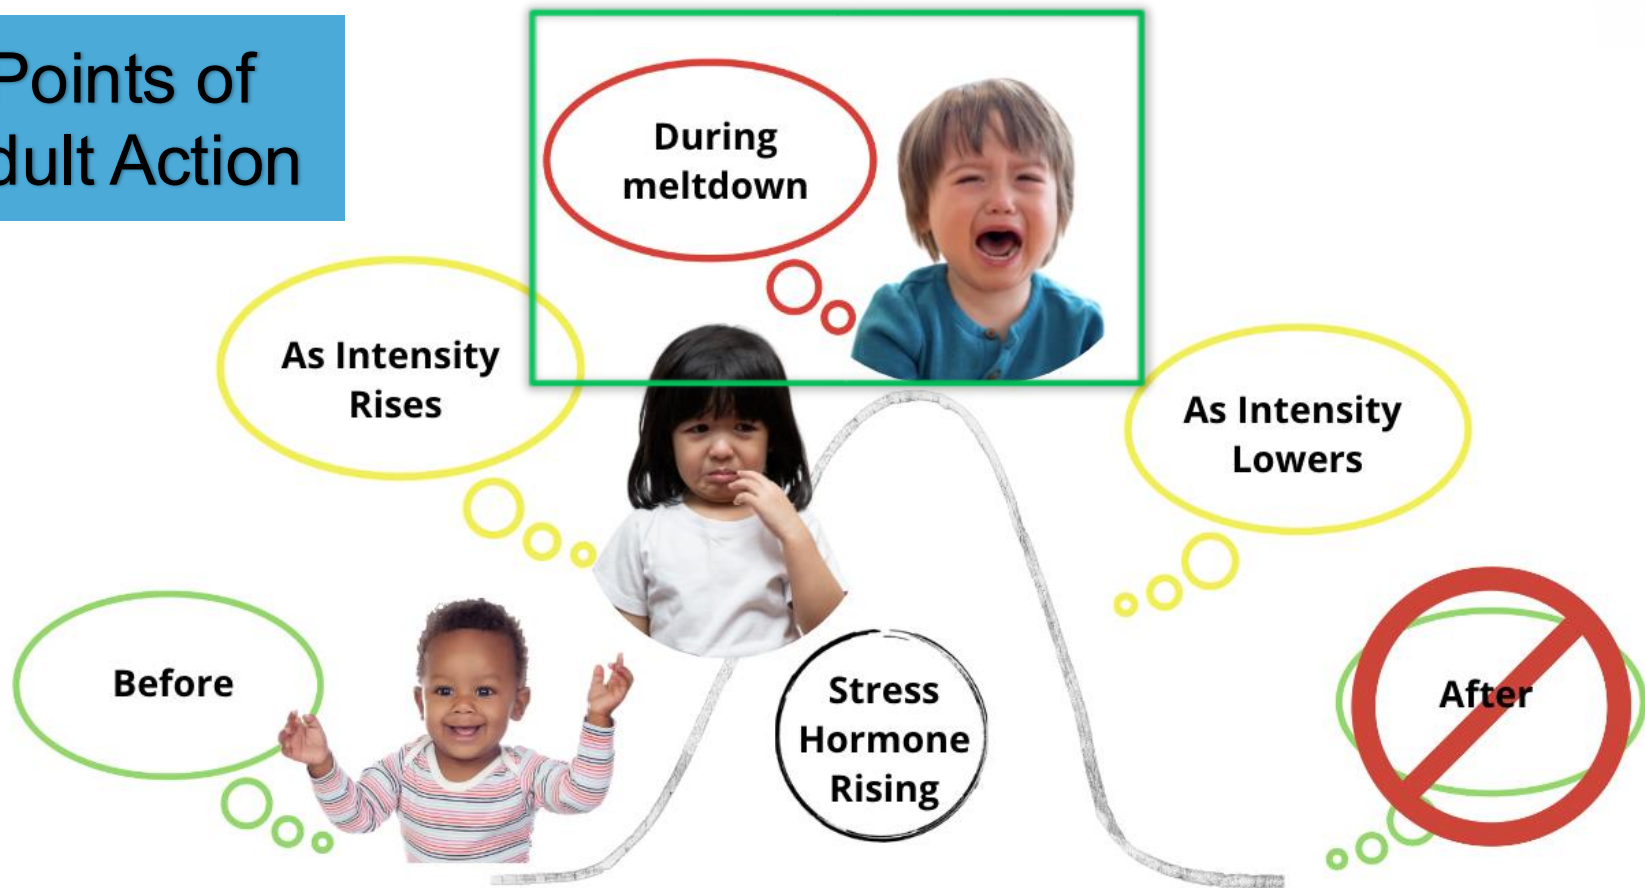 Points of
dult Action
During
meltdown
As Intensity
Rises
As Intensity
Lowers
Before
Stress
Hormone
Rising
After